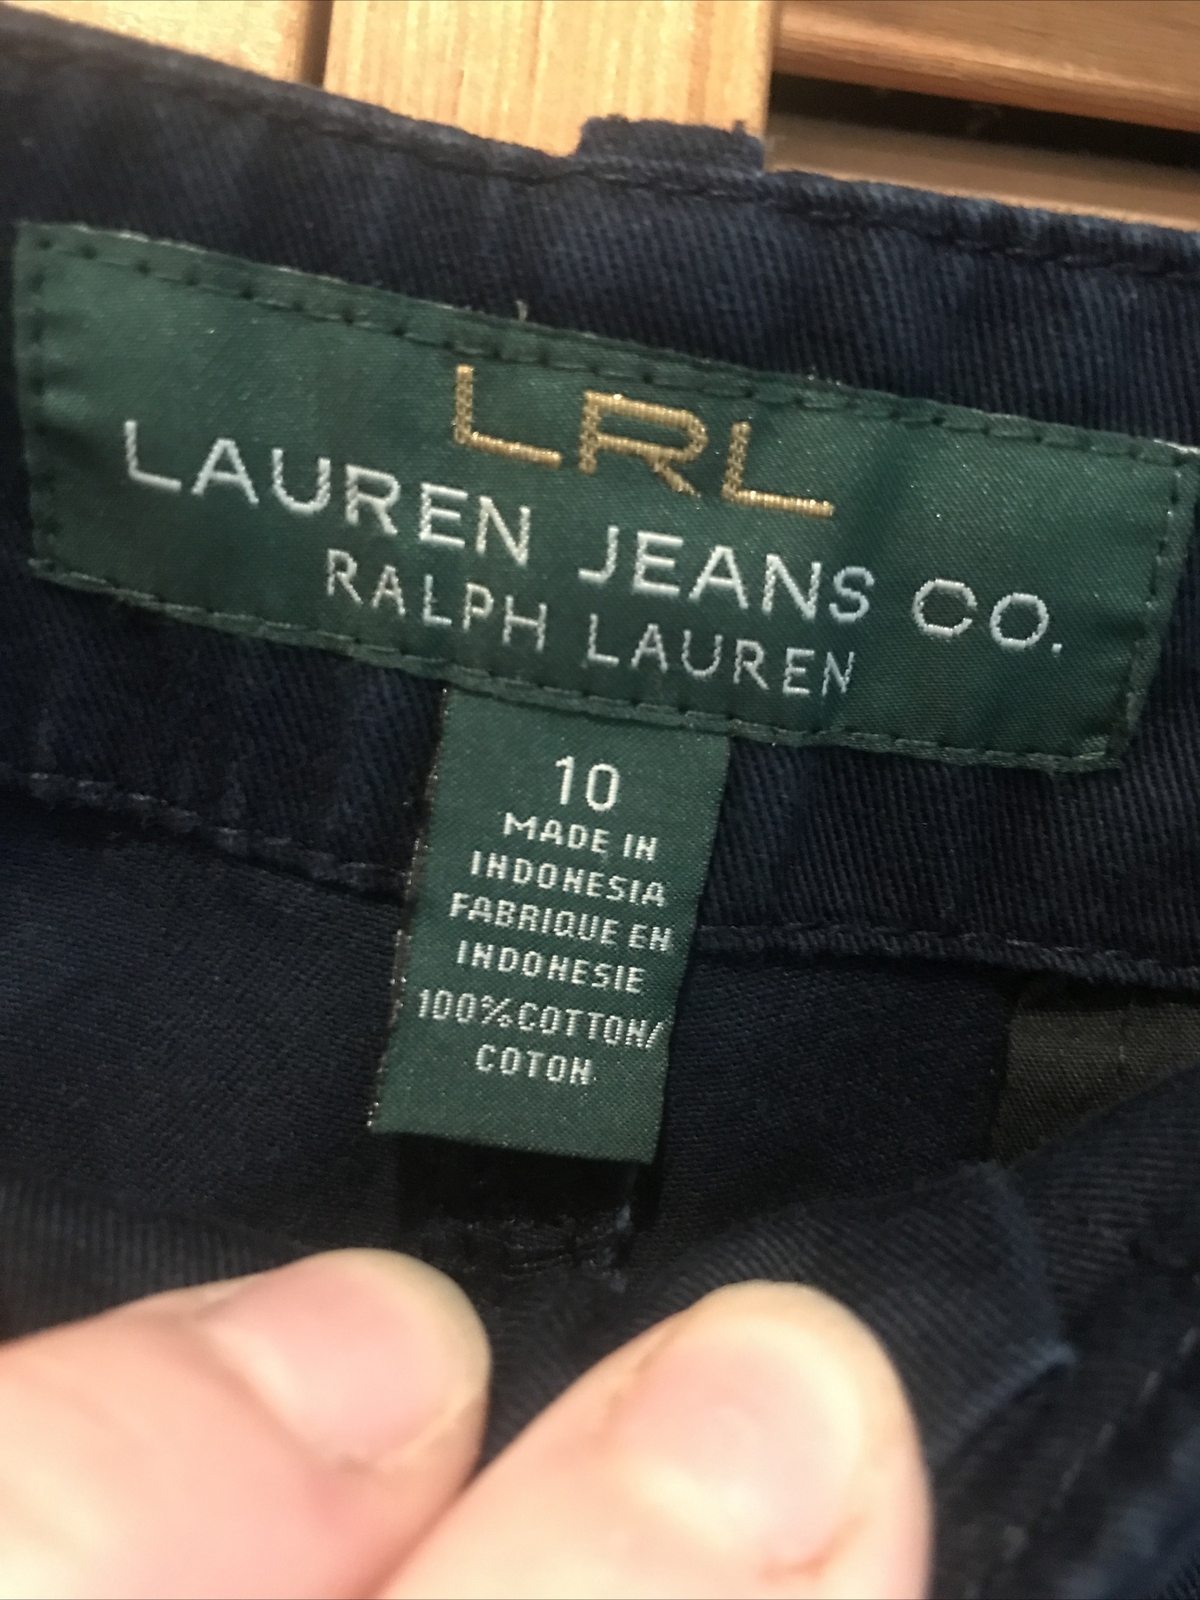 LRL
LAUREN JEANS CO.
RALPH LAUREN
10
MADE IN
INDONESIA
FABRIQUE EN
INDONESIE
100%COTTON/
COTON